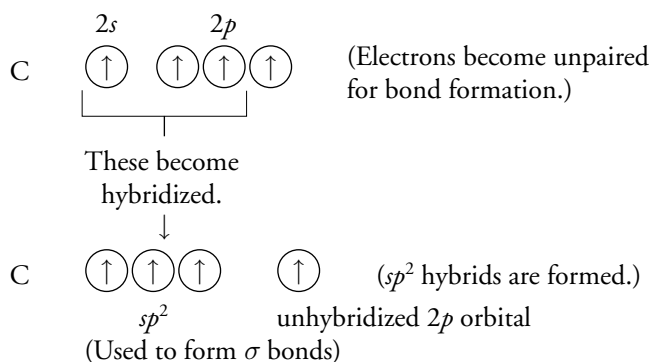 2s 2p
C ↑ ↑ ↑ ↑ (Electrons become unpaired
for bond formation.)
These become
hybridized.
↓
C ↑ ↑ ↑ ↑ (sp² hybrids are formed.)
sp² unhybridized 2p orbital
(Used to form σ bonds)